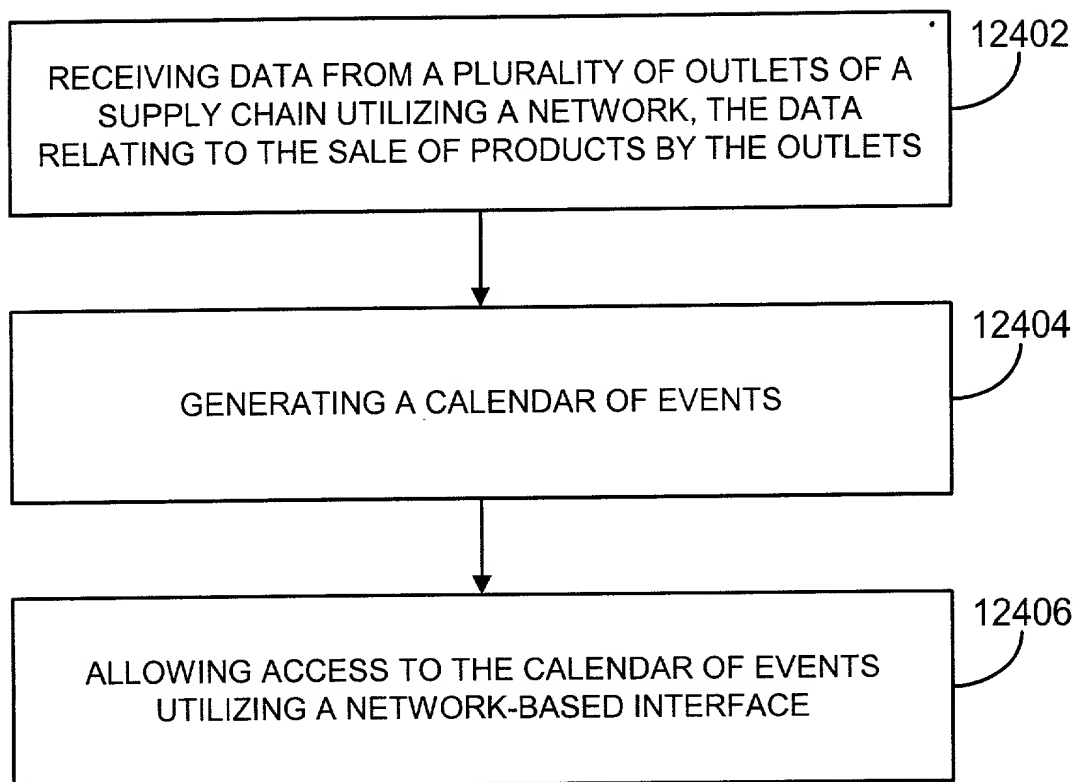 12402
RECEIVING DATA FROM A PLURALITY OF OUTLETS OF A
SUPPLY CHAIN UTILIZING A NETWORK, THE DATA
RELATING TO THE SALE OF PRODUCTS BY THE OUTLETS
12404
GENERATING A CALENDAR OF EVENTS
12406
ALLOWING ACCESS TO THE CALENDAR OF EVENTS
UTILIZING A NETWORK-BASED INTERFACE